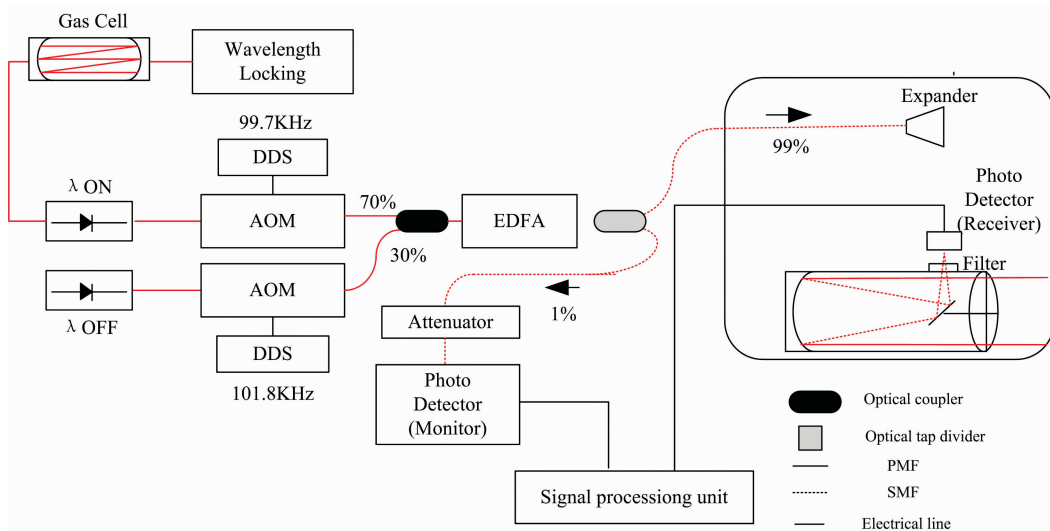 Gas Cell
Wavelength
Locking
99.7KHz
DDS
λ ON
AOM
70%
30%
EDFA
AOM
λ OFF
DDS
101.8KHz
99%
1%
Attenuator
Photo
Detector
(Monitor)
Signal processiong unit
Expander
Photo
Detector
(Receiver)
Filter
Optical coupler
Optical tap divider
PMF
SMF
Electrical line